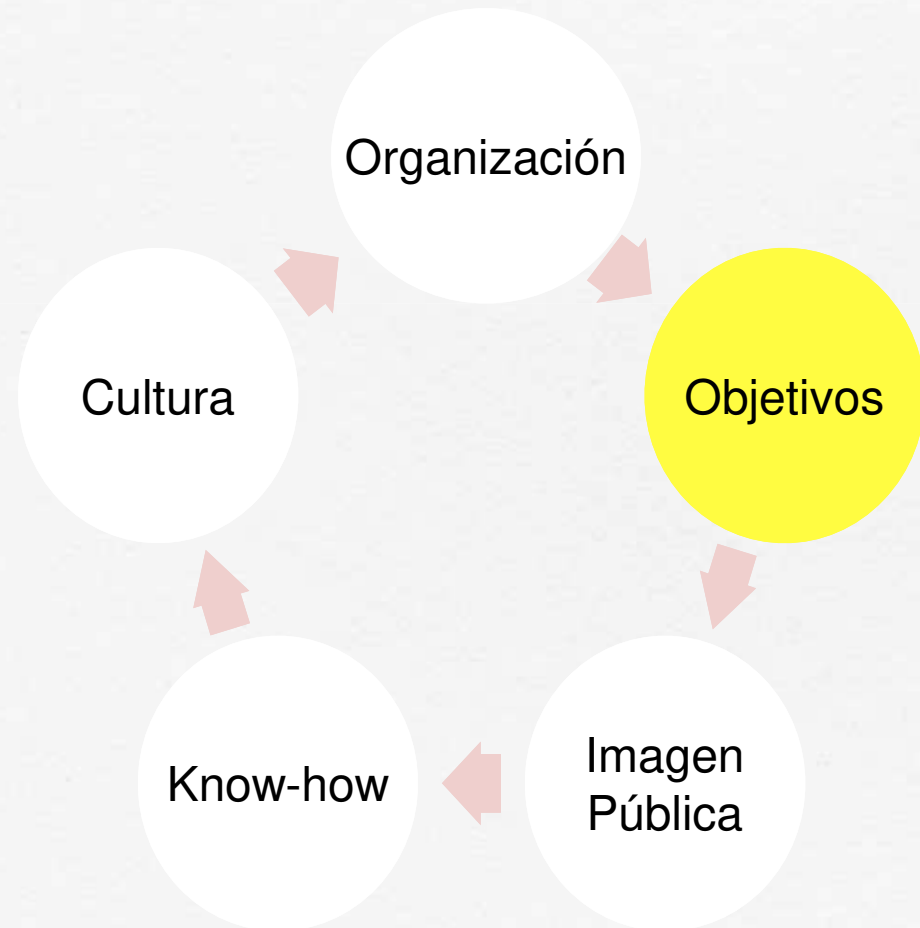 Organización
Objetivos
Imagen
Pública
Know-how
Cultura